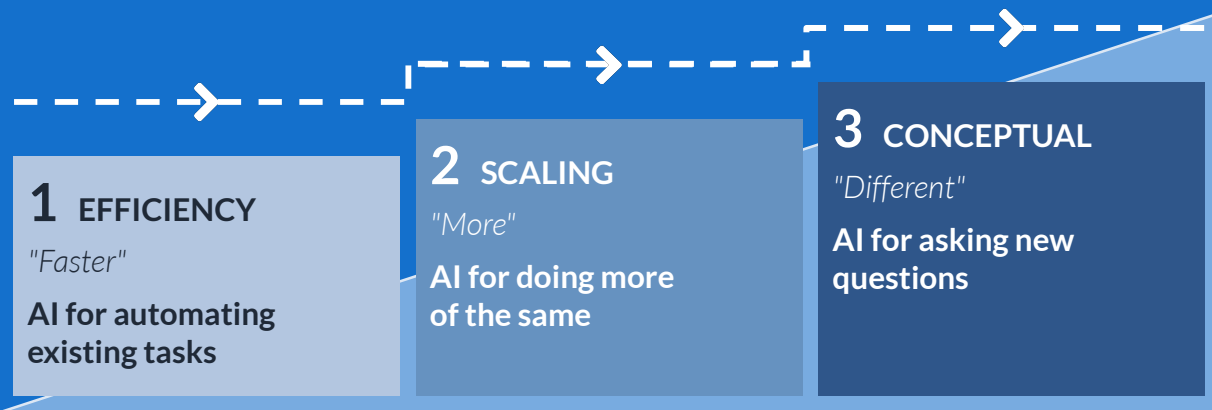 1 EFFICIENCY
"Faster"
AI for automating
existing tasks
2 SCALING
"More"
AI for doing more
of the same
3 CONCEPTUAL
"Different"
AI for asking new
questions